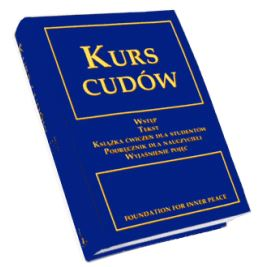 KURS
CUDÓW
WSTĘP
TEKST
KSIĄŻKA ĆWICZEŃ DLA STUDENTÓW
PODRĘCZNIK DLA NAUCZYCIELI
WYJAŚNIENIE POJĘĆ
FOUNDATION FOR INNER PEACE